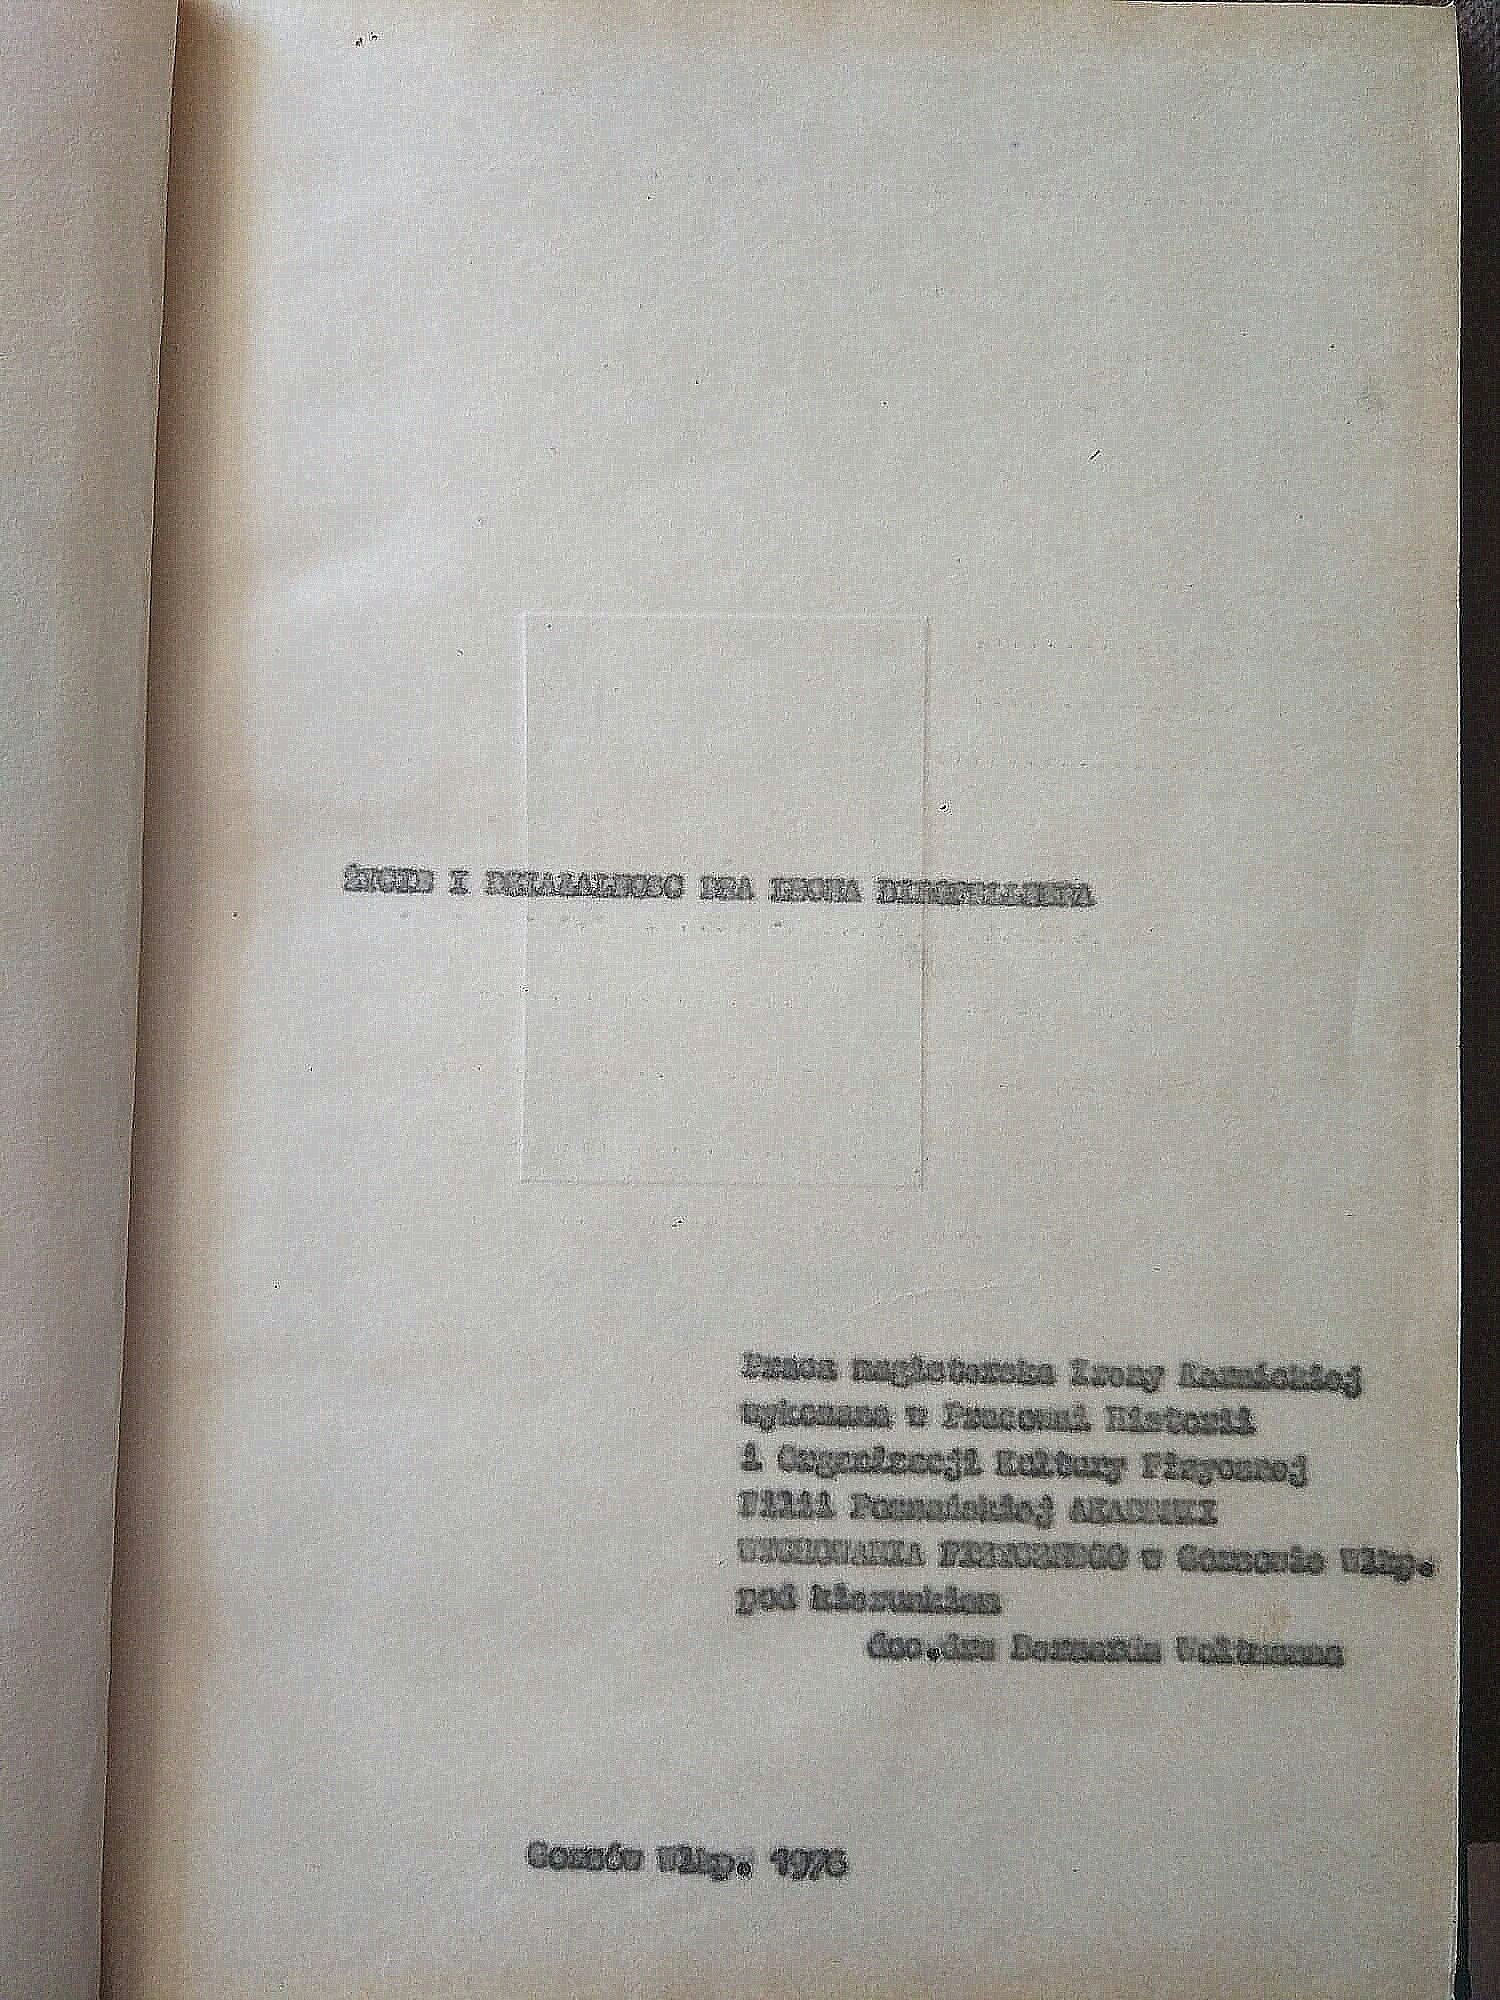 ŻYCIE I DZIAŁALNOŚĆ DRA LEONA
Praca magisterska Ireny
wykonana w Pracowni Historii
i Organizacji Kultury Fizycznej
Filii Poznańskiej AKADEMII
WYCHOWANIA FIZYCZNEGO w Gorzowie Wlkp.
pod kierunkiem
doc.dra Bernarda Woltmanna
Gorzów Wlkp. 1976